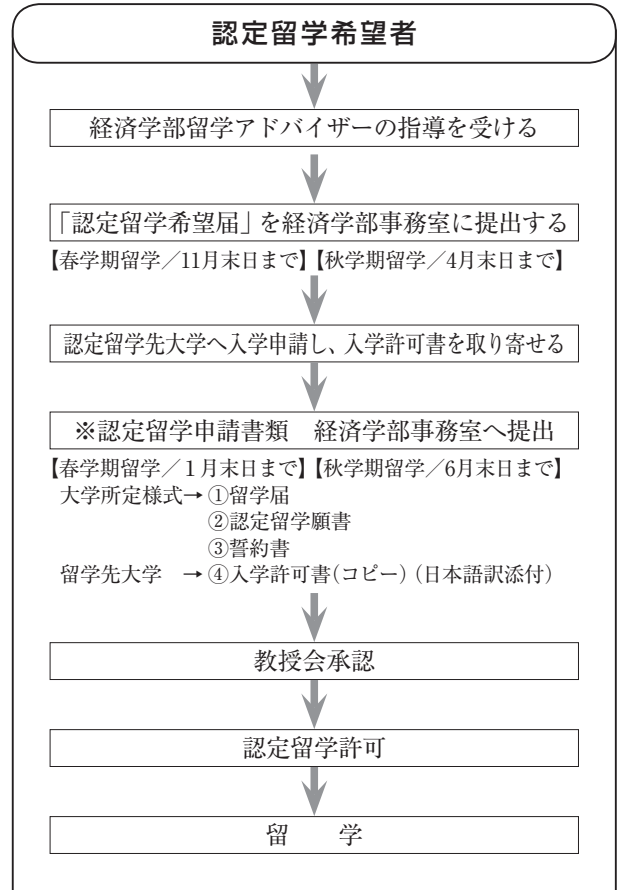 認定留学希望者
経済学部留学アドバイザーの指導を受ける
「認定留学希望届」を経済学部事務室に提出する
【春学期留学／11月末日まで】【秋学期留学／4月末日まで】
認定留学先大学へ入学申請し、入学許可書を取り寄せる
※認定留学申請書類　経済学部事務室へ提出
【春学期留学／１月末日まで】【秋学期留学／6月末日まで】
大学所定様式→ ①留学届
②認定留学願書
③誓約書
留学先大学　→ ④入学許可書（コピー）（日本語訳添付）
教授会承認
認定留学許可
留　　学